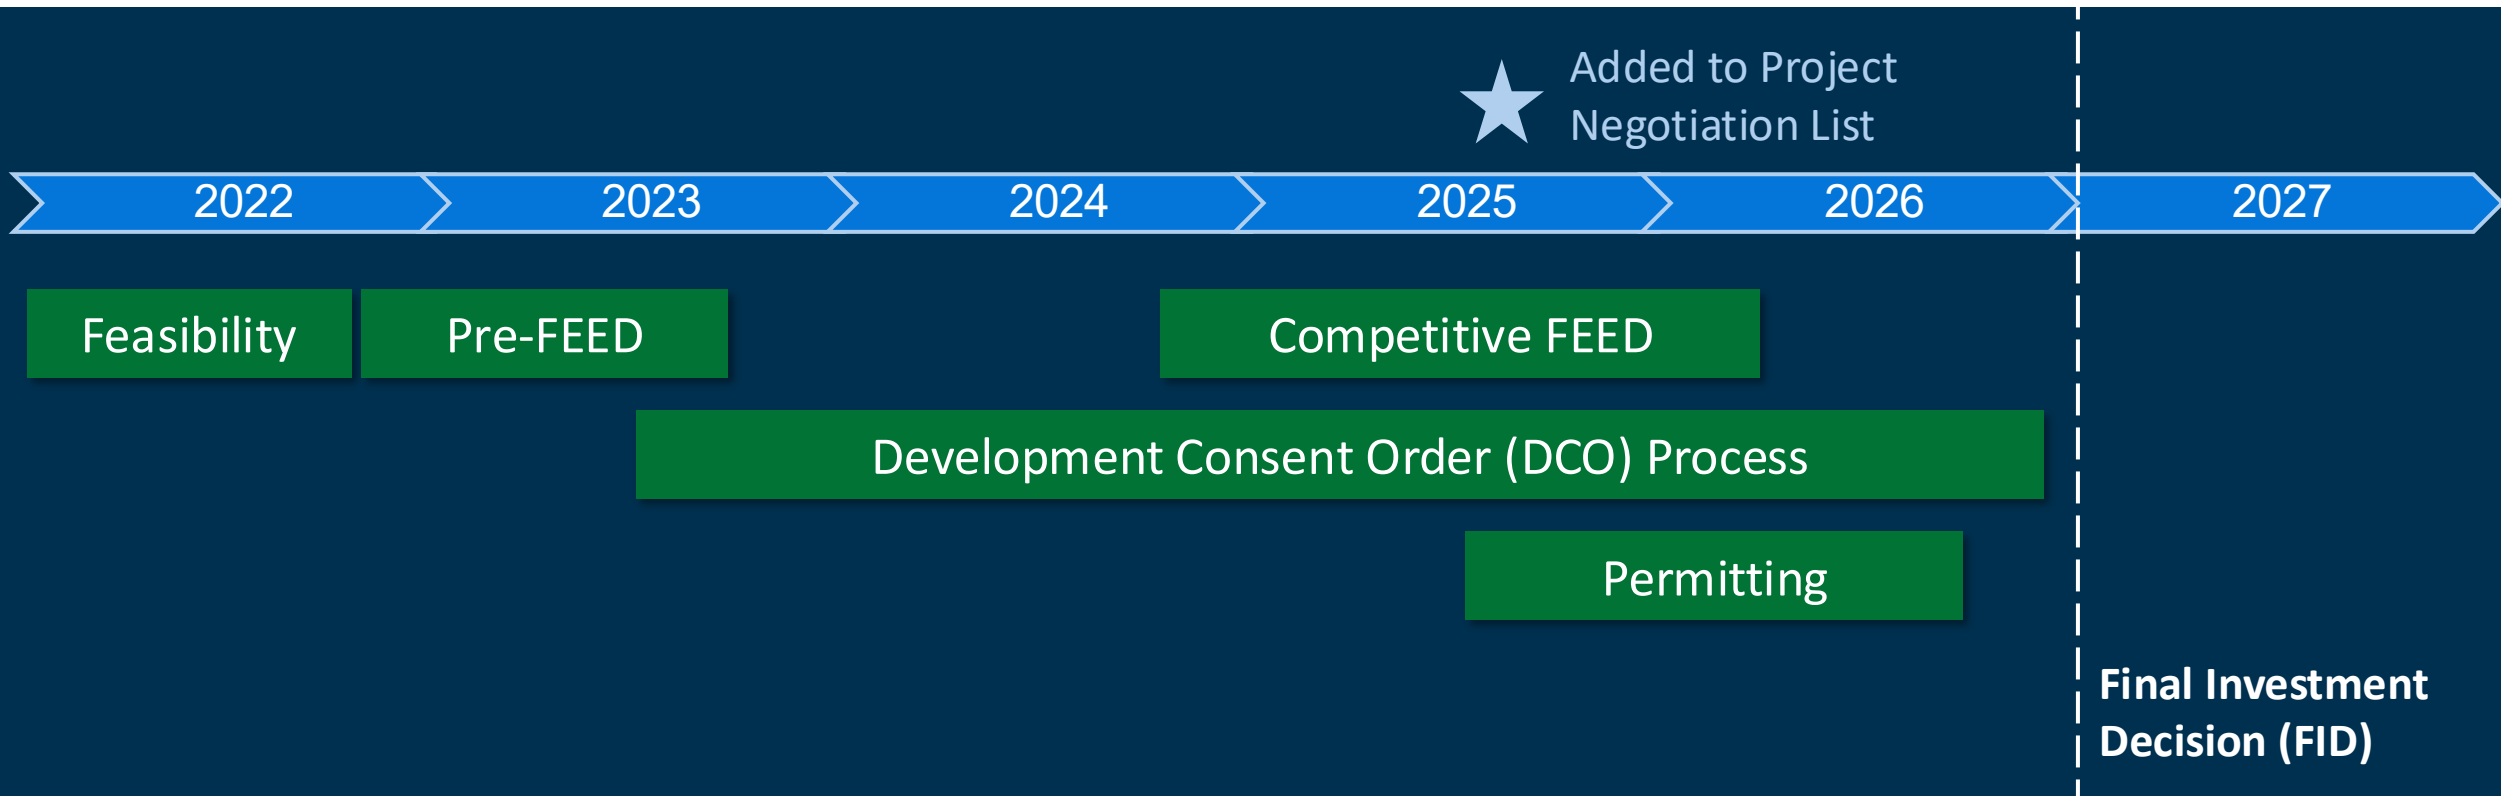 Added to Project
Negotiation List
2022
2023
2024
2025
2026
2027
Feasibility
Pre-FEED
Competitive FEED
Development Consent Order (DCO) Process
Permitting
Final Investment
Decision (FID)